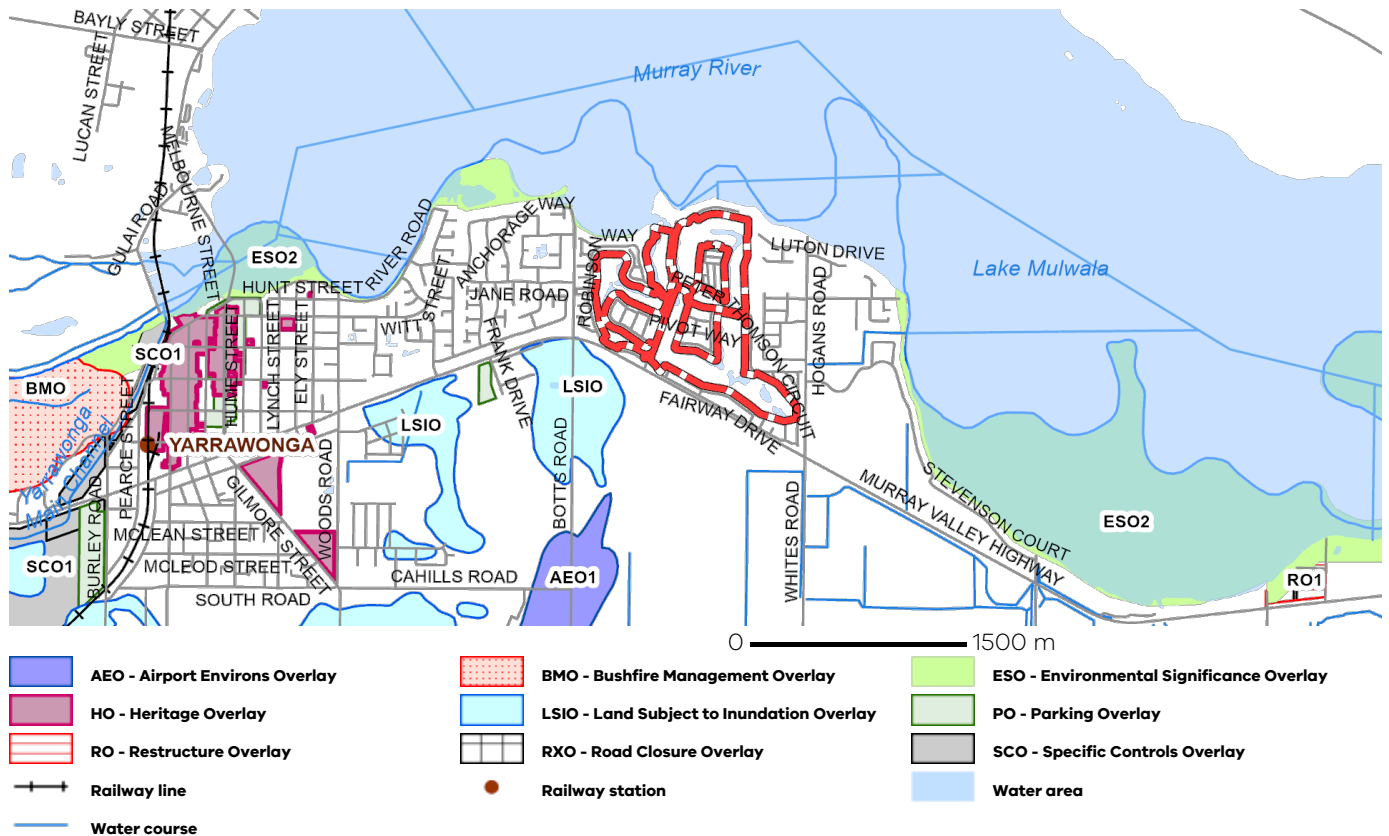 BAYLY STREET
LUCAN STREET
MELBOURNE STREET
GULAI ROAD
Murray River
Lake Mulwala
ESO2
RIVER ROAD
HUNT STREET
ANCHORAGE WAY
WAY
ROBINSON
LUTON DRIVE
JANE ROAD
WITT STREET
PETER THOMSON CIRCUIT
PIVOT WAY
HOGANS ROAD
FRANK DRIVE
FAIRWAY DRIVE
SCO1
BMO
HUME STREET
LYNCH STREET
ELY STREET
PEARCE STREET
LSIO
LSIO
YARRAWONGA
Yarrawonga
Main Channel
BURLEY ROAD
GILMORE STREET
WOODS ROAD
BOTTS ROAD
WHITES ROAD
STEVENSON COURT
MURRAY VALLEY HIGHWAY
ESO2
MCLEAN STREET
MCLEOD STREET
SCO1
CAHILLS ROAD
AEO1
SOUTH ROAD
RO1
0 1500 m
AEO - Airport Environs Overlay
BMO - Bushfire Management Overlay
ESO - Environmental Significance Overlay
HO - Heritage Overlay
LSIO - Land Subject to Inundation Overlay
PO - Parking Overlay
RO - Restructure Overlay
RXO - Road Closure Overlay
SCO - Specific Controls Overlay
Railway line
Railway station
Water area
Water course